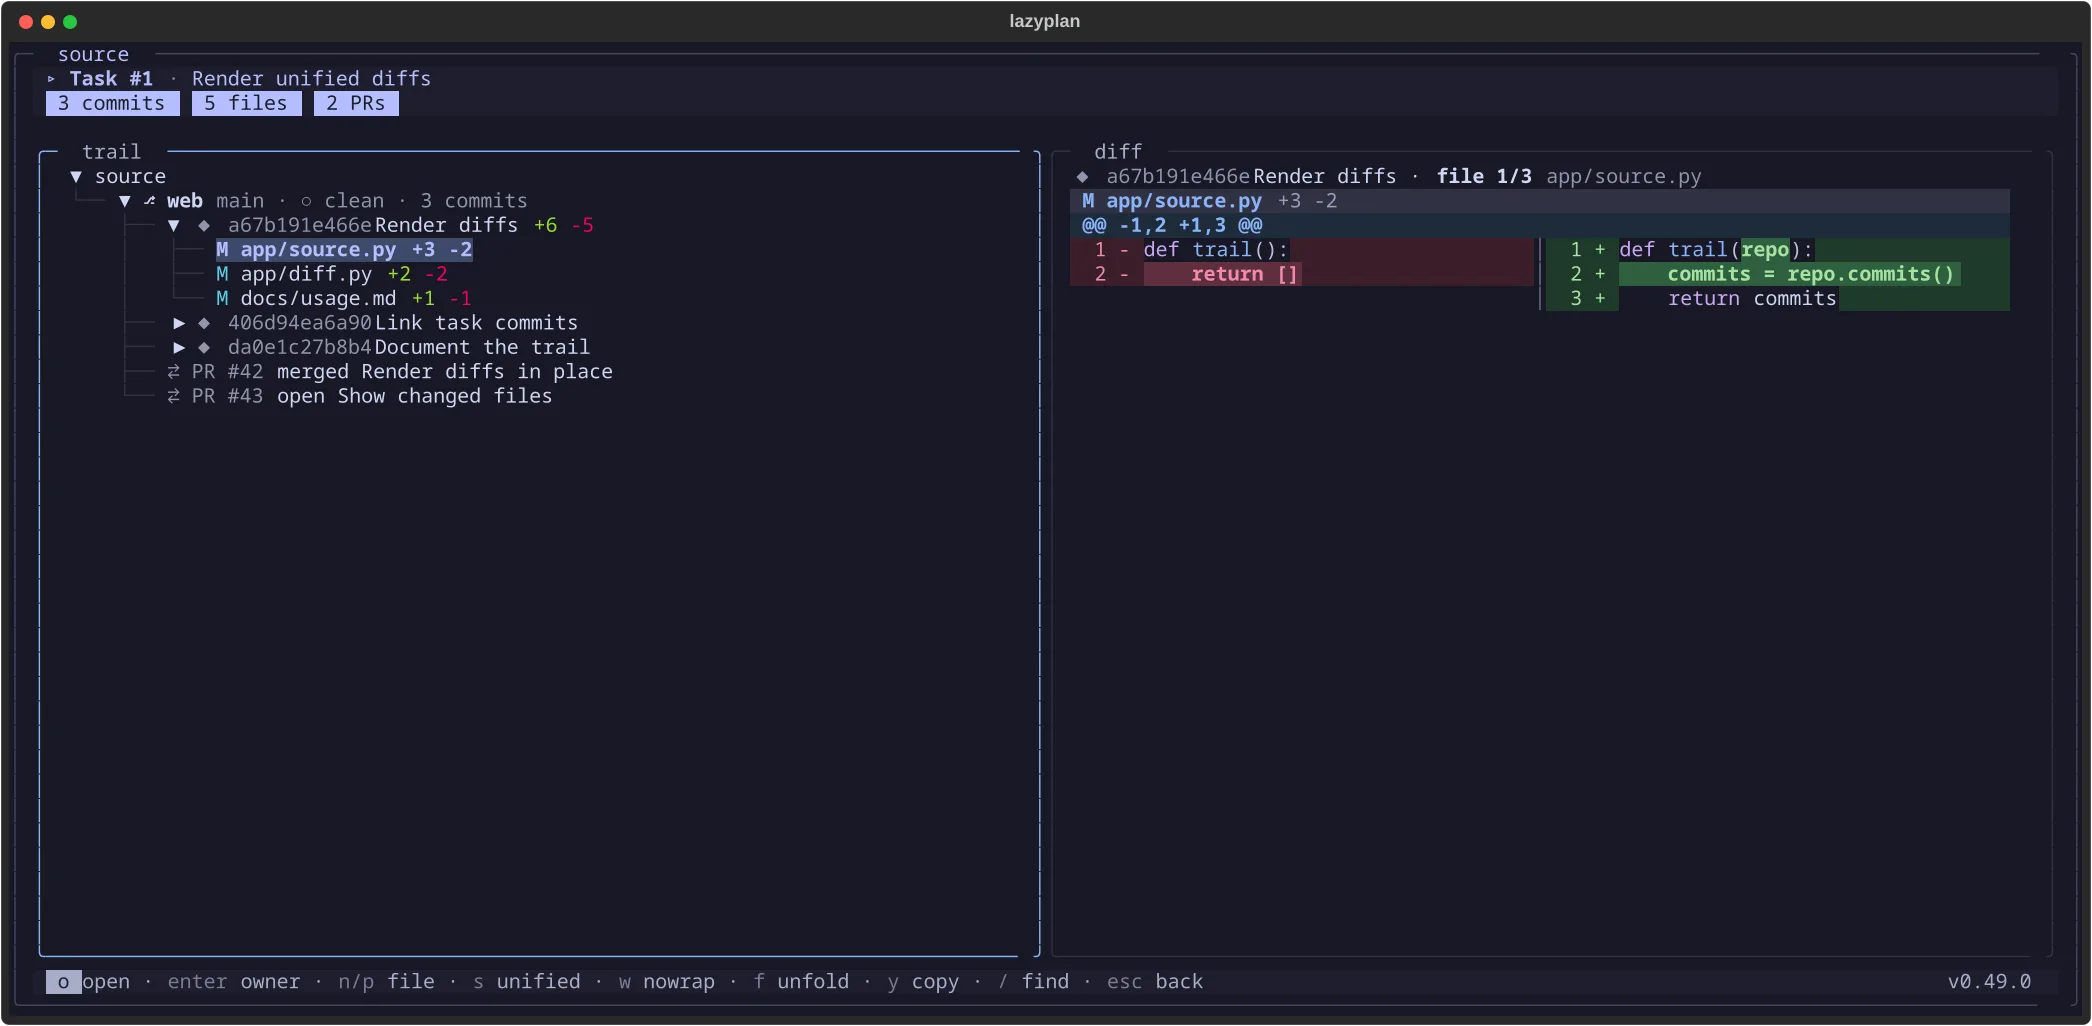 lazyplan
source
▹ Task #1 · Render unified diffs
3 commits 5 files 2 PRs
trail
▼ source
▼ ⎇ web main · ○ clean · 3 commits
▼ ◆ a67b191e466e Render diffs +6 -5
M app/source.py +3 -2
M app/diff.py +2 -2
M docs/usage.md +1 -1
▶ ◆ 406d94ea6a90 Link task commits
▶ ◆ da0e1c27b8b4 Document the trail
⇄ PR #42 merged Render diffs in place
⇄ PR #43 open Show changed files
diff
◆ a67b191e466e Render diffs · file 1/3 app/source.py
M app/source.py +3 -2
@@ -1,2 +1,3 @@
1 - def trail():
2 - return []
1 + def trail(repo):
2 + commits = repo.commits()
3 + return commits
o open · enter owner · n/p file · s unified · w nowrap · f unfold · y copy · / find · esc back
v0.49.0